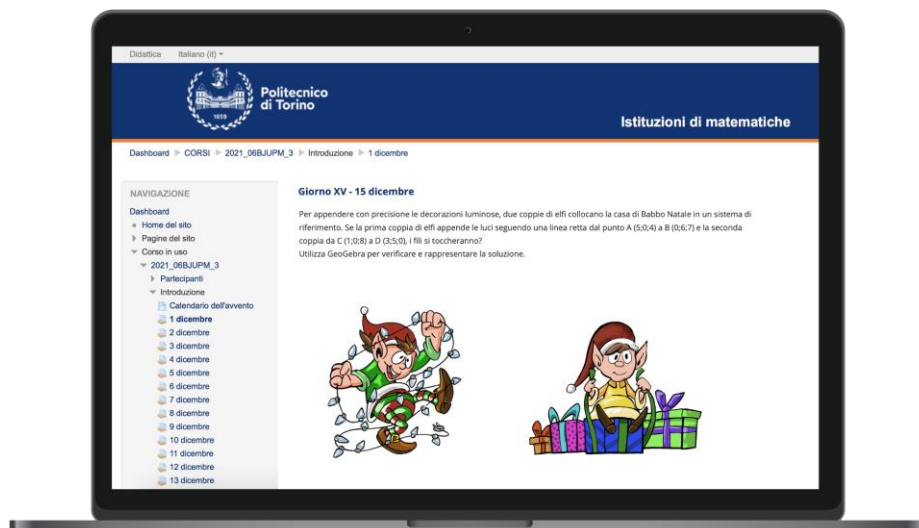 Didattica Italiano (it)
1859
Politecnico
di Torino
Istituzioni di matematiche
Dashboard CORSI 2021_06BJUPM_3 Introduzione 1 dicembre
NAVIGAZIONE
Dashboard
Home del sito
Pagine del sito
Corso in uso
2021_06BJUPM_3
Partecipanti
Introduzione
Calendario dell'avvento
1 dicembre
2 dicembre
3 dicembre
4 dicembre
5 dicembre
6 dicembre
7 dicembre
8 dicembre
9 dicembre
10 dicembre
11 dicembre
12 dicembre
13 dicembre
Giorno XV - 15 dicembre
Per appendere con precisione le decorazioni luminose, due coppie di elfi collocano la casa di Babbo Natale in un sistema di
riferimento. Se la prima coppia di elfi appende le luci seguendo una linea retta dal punto A (5;0;4) a B (0;6;7) e la seconda
coppia da C (1;0;8) a D (3;5;0), i fili si toccheranno?
Utilizza GeoGebra per verificare e rappresentare la soluzione.